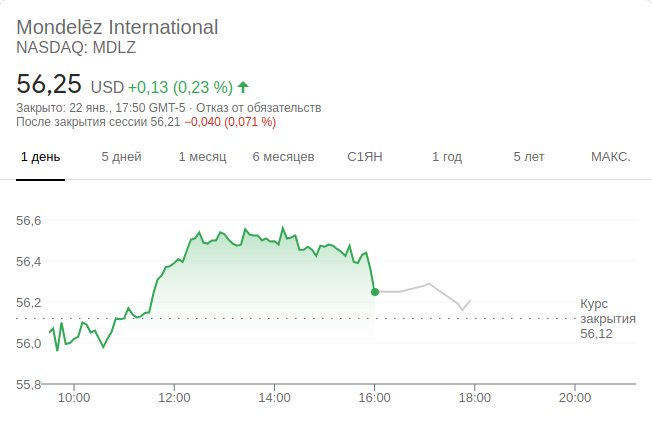 Mondelēz International
NASDAQ: MDLZ
56,25 USD +0,13 (0,23 %)
Закрыто: 22 янв., 17:50 GMT-5 · Отказ от обязательств
После закрытия сессии 56,21 −0,040 (0,071 %)
1 день 5 дней 1 месяц 6 месяцев С1ЯН 1 год 5 лет МАКС.
56,6
56,4
56,2
56,0
55,8
Курс
закрытия
56,12
10:00 12:00 14:00 16:00 18:00 20:00